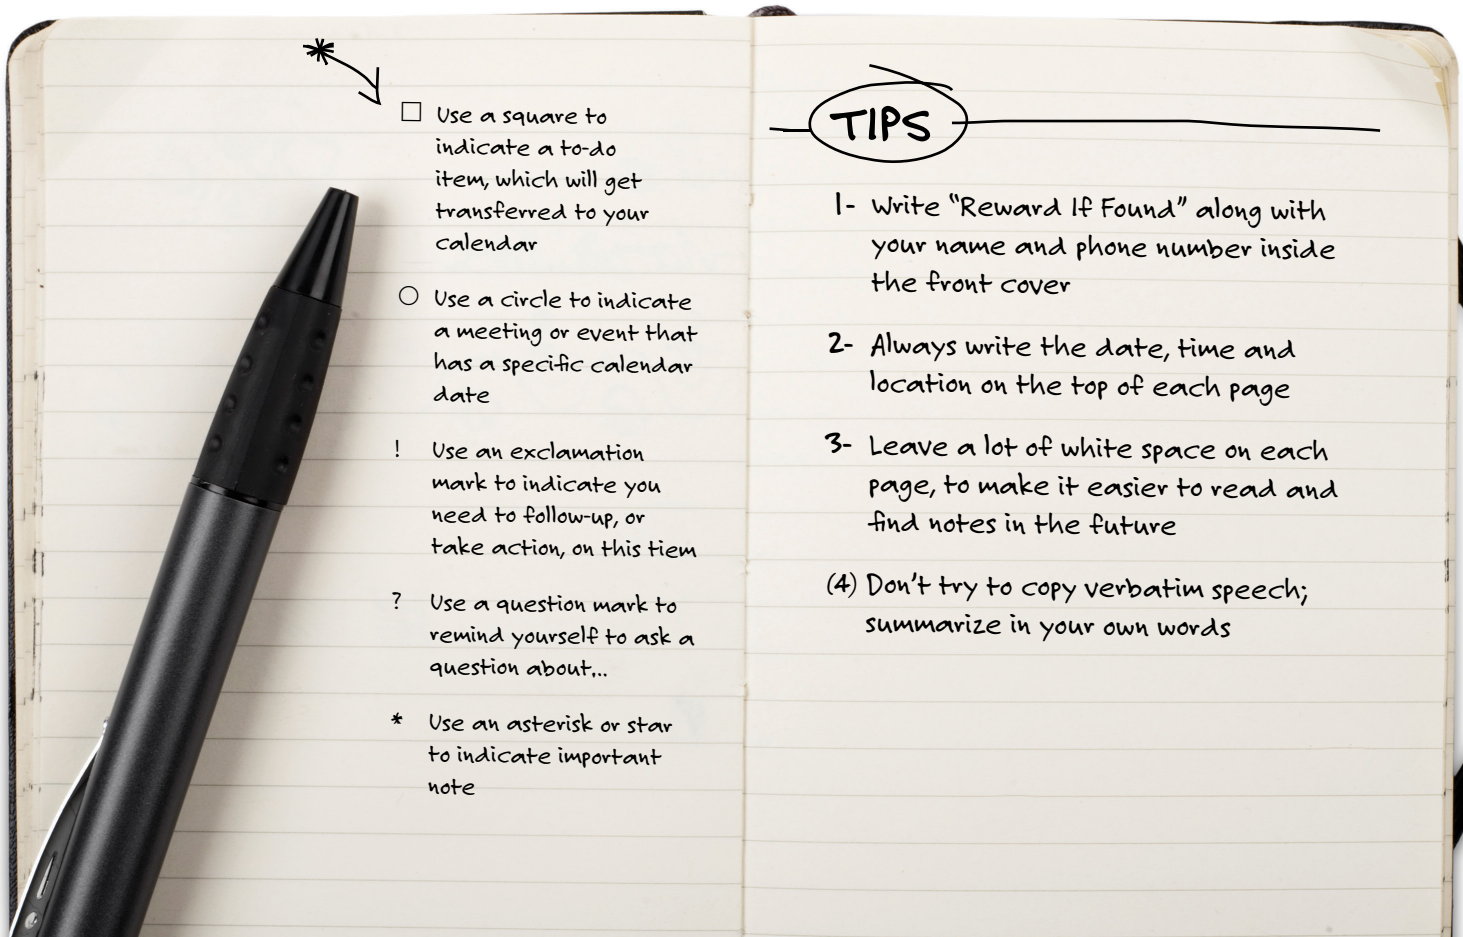 *
□ Use a square to
indicate a to-do
item, which will get
transferred to your
calendar
○ Use a circle to indicate
a meeting or event that
has a specific calendar
date
! Use an exclamation
mark to indicate you
need to follow-up, or
take action, on this tiem
? Use a question mark to
remind yourself to ask a
question about...
* Use an asterisk or star
to indicate important
note
TIPS
1- Write "Reward If Found" along with
your name and phone number inside
the front cover
2- Always write the date, time and
location on the top of each page
3- Leave a lot of white space on each
page, to make it easier to read and
find notes in the future
(4) Don't try to copy verbatim speech;
summarize in your own words